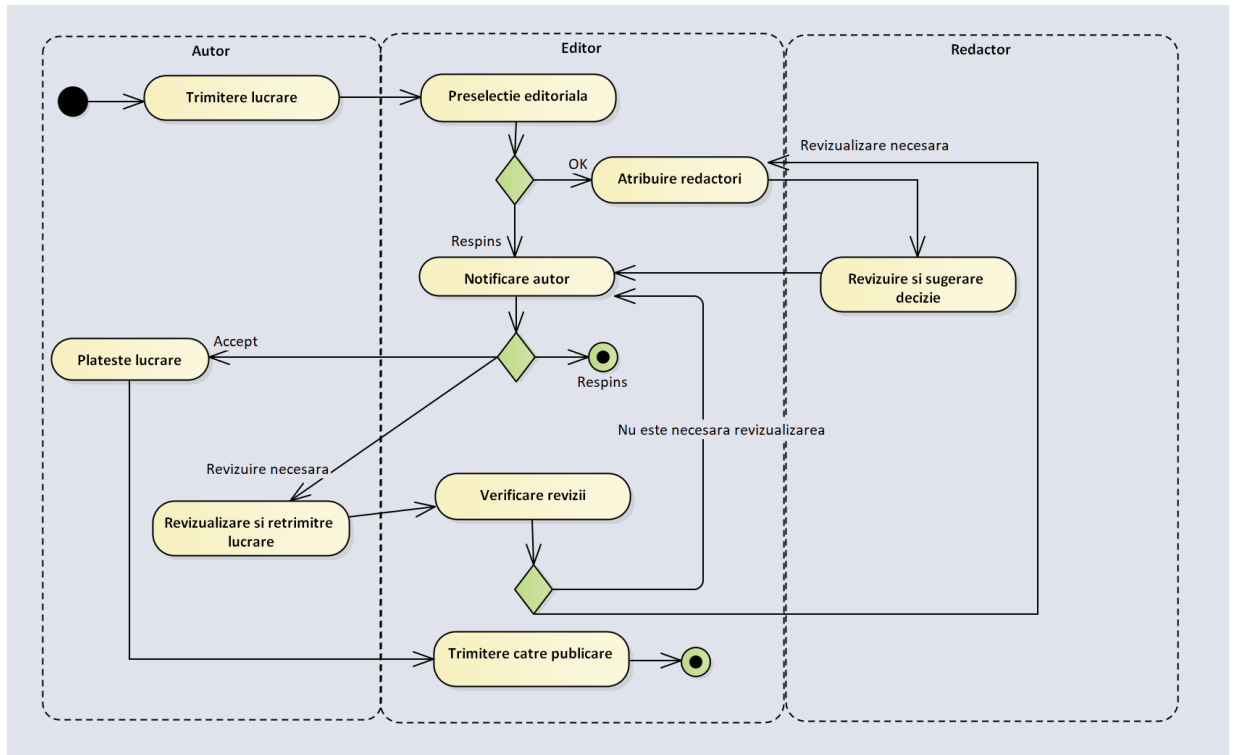 Autor
Editor
Redactor
Trimitere lucrare
Preselectie editoriala
OK
Atribuire redactori
Revizualizare necesara
Respins
Notificare autor
Revizuire si sugerare
decizie
Accept
Plateste lucrare
Respins
Nu este necesara revizualizarea
Revizuire necesara
Verificare revizii
Revizualizare si retrimitre
lucrare
Trimitere catre publicare